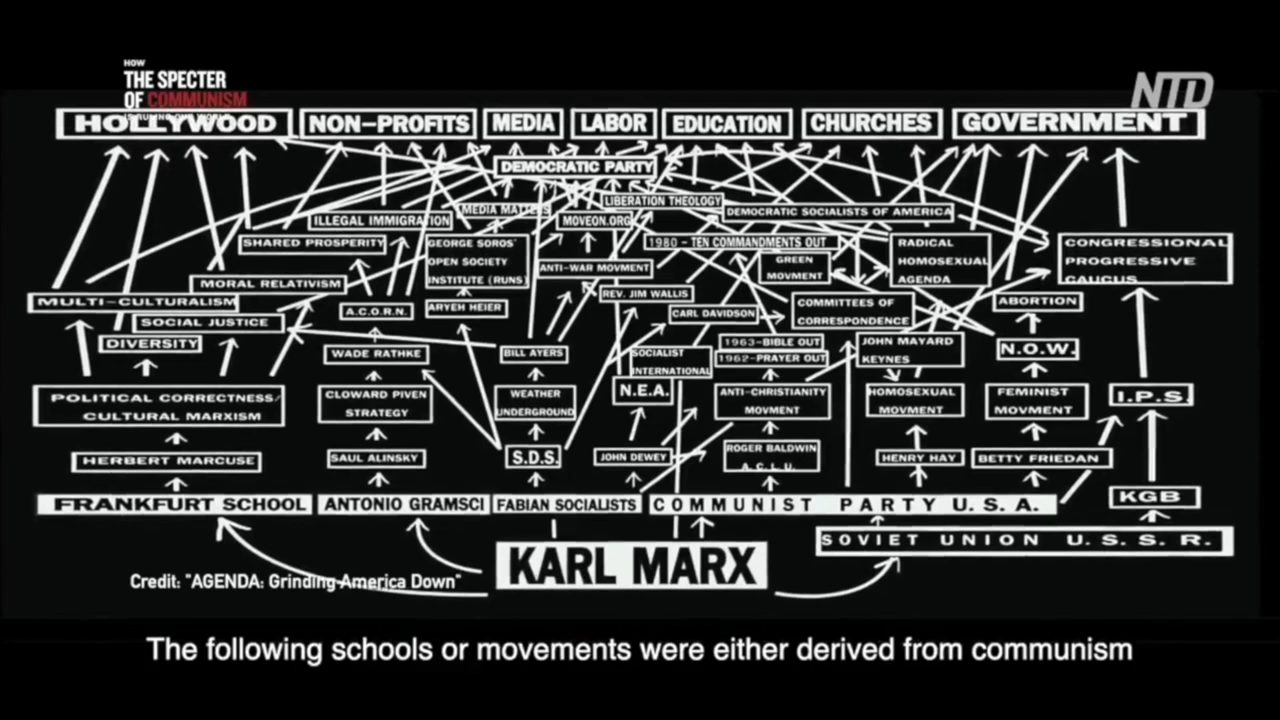 HOW
THE SPECTER
OF COMMUNISM
IS RULING OUR WORLD
NTD
HOLLYWOOD
NON-PROFITS
MEDIA
LABOR
EDUCATION
CHURCHES
GOVERNMENT
DEMOCRATIC PARTY
LIBERATION THEOLOGY
ILLEGAL IMMIGRATION
MEDIA MATTERS
MOVEON.ORG
DEMOCRATIC SOCIALISTS OF AMERICA
SHARED PROSPERITY
GEORGE SOROS'
OPEN SOCIETY
INSTITUTE (RUNS)
1980 - TEN COMMANDMENTS OUT
RADICAL
HOMOSEXUAL
AGENDA
CONGRESSIONAL
PROGRESSIVE
CAUCUS
ANTI-WAR MOVMENT
GREEN
MOVMENT
MORAL RELATIVISM
MULTI-CULTURALISM
A.C.O.R.N.
ARYEH HEIER
REV. JIM WALLIS
CARL DAVIDSON
COMMITTEES OF
CORRESPONDENCE
ABORTION
SOCIAL JUSTICE
DIVERSITY
WADE RATHKE
BILL AYERS
SOCIALIST
INTERNATIONAL
1963-BIBLE OUT
1962-PRAYER OUT
JOHN MAYARD
KEYNES
N.O.W.
POLITICAL CORRECTNESS/
CULTURAL MARXISM
CLOWARD PIVEN
STRATEGY
WEATHER
UNDERGROUND
N.E.A.
ANTI-CHRISTIANITY
MOVMENT
HOMOSEXUAL
MOVMENT
FEMINIST
MOVMENT
I.P.S.
HERBERT MARCUSE
SAUL ALINSKY
S.D.S.
JOHN DEWEY
ROGER BALDWIN
A.C.L.U.
HENRY HAY
BETTY FRIEDAN
KGB
FRANKFURT SCHOOL
ANTONIO GRAMSCI
FABIAN SOCIALISTS
COMMUNIST PARTY U.S.A.
SOVIET UNION U.S.S.R.
KARL MARX
Credit: "AGENDA: Grinding America Down"
The following schools or movements were either derived from communism